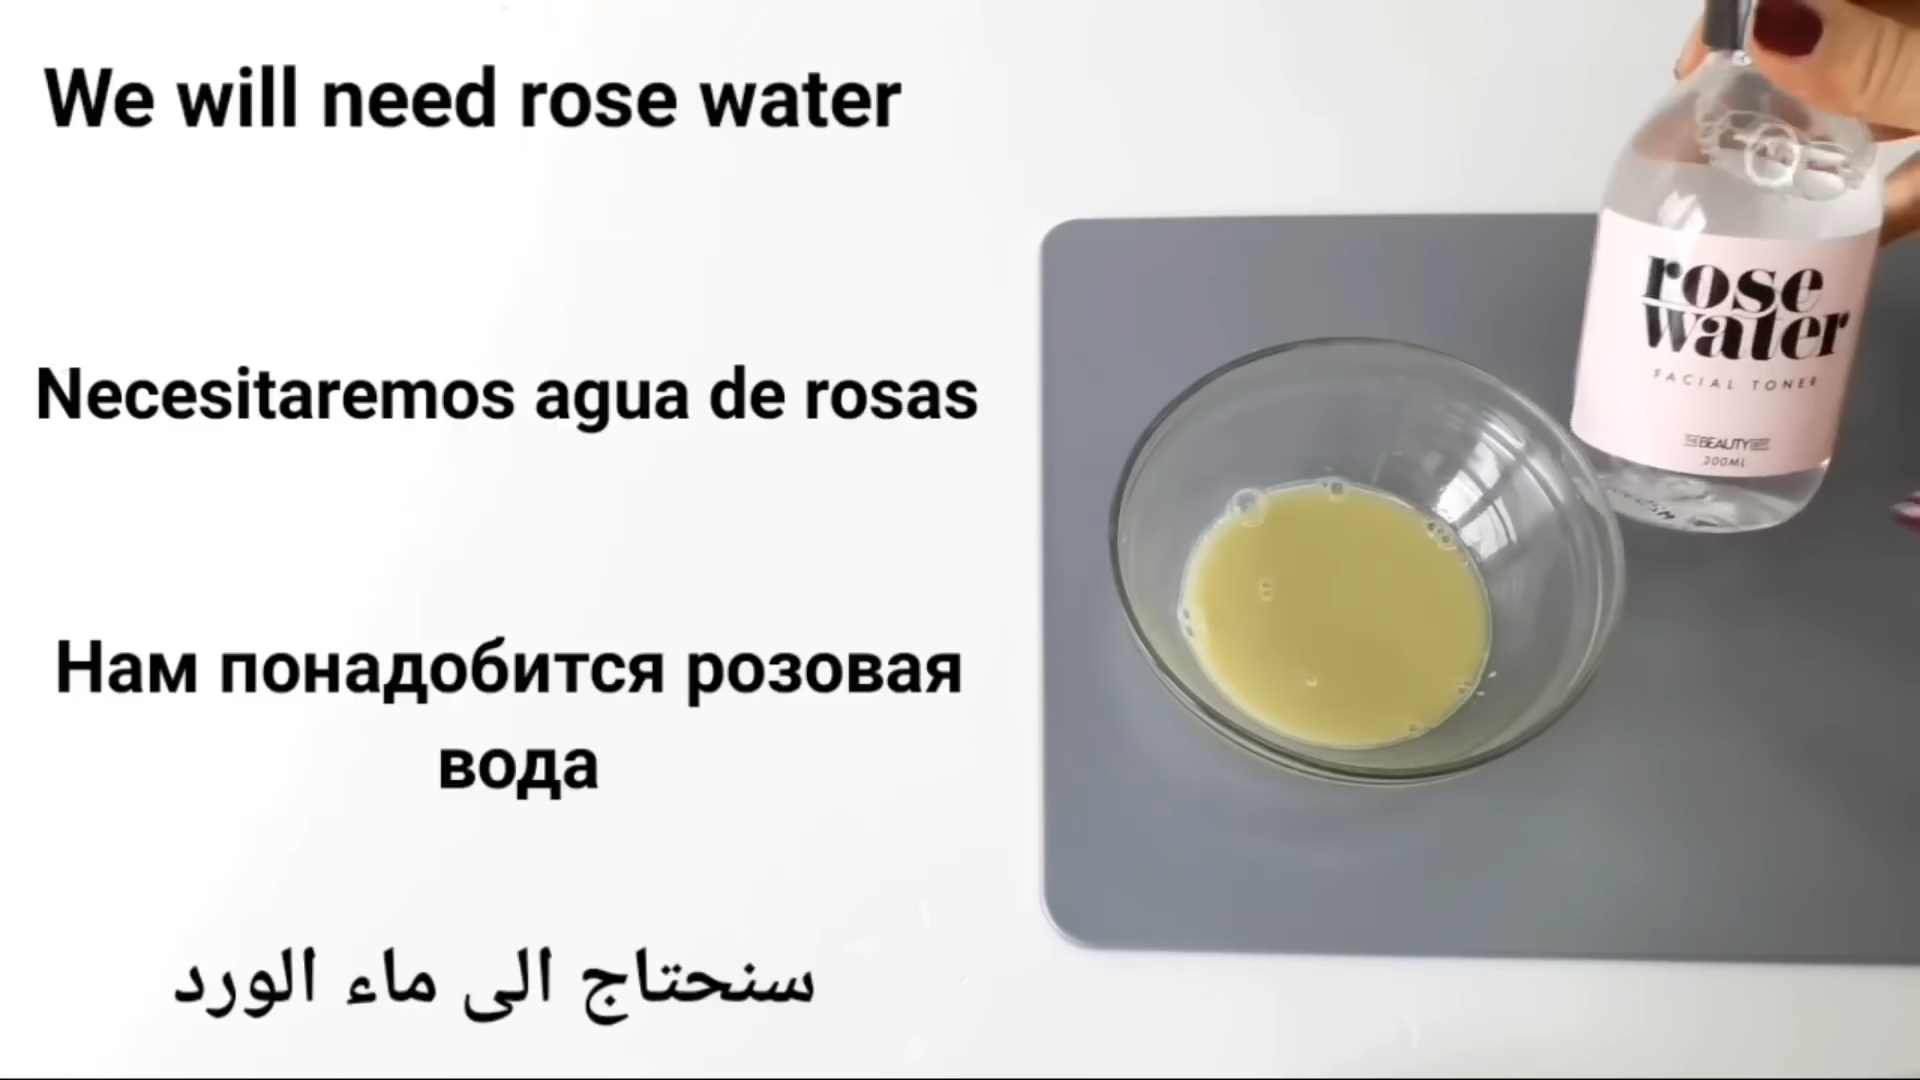 We will need rose water
Necesitaremos agua de rosas
Нам понадобится розовая
вода
سنحتاج الى ماء الورد
rose
water
FACIAL TONER
BEAUTY
200ML